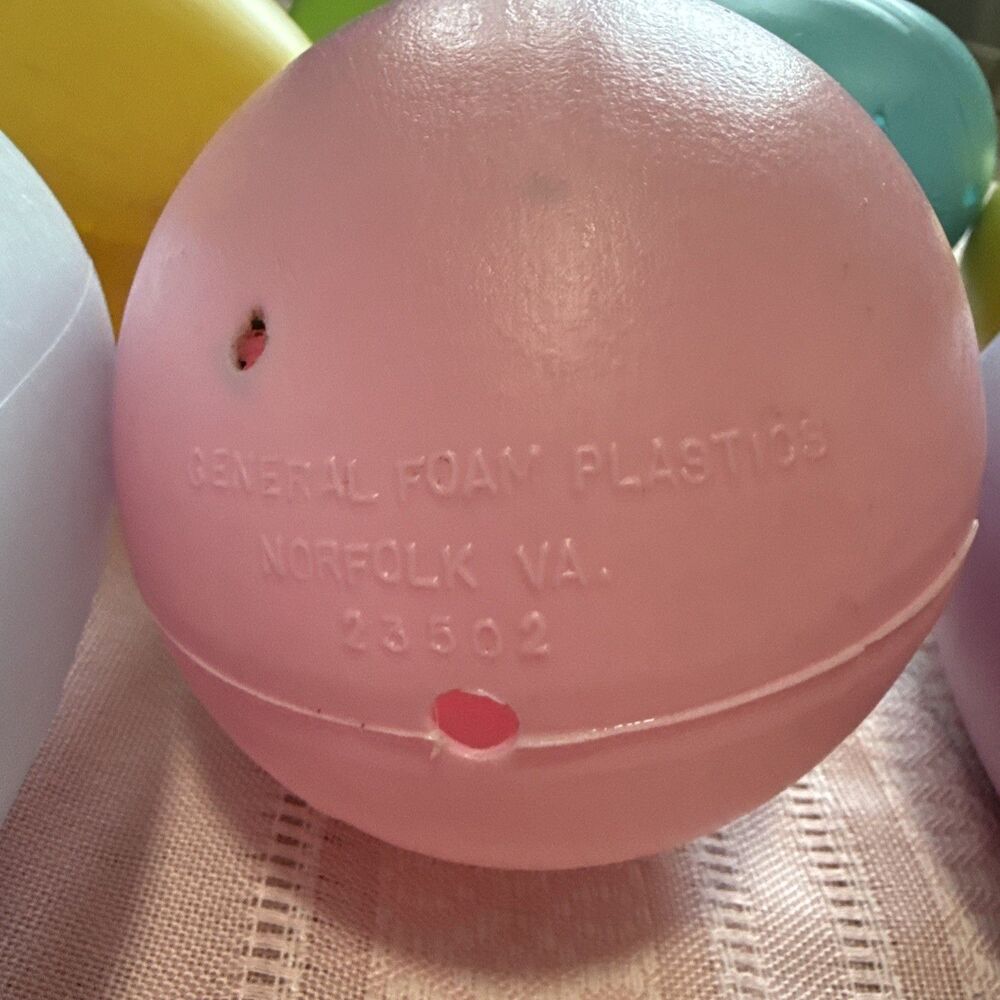 GENERAL FOAM PLASTICS
NORFOLK VA.
23502